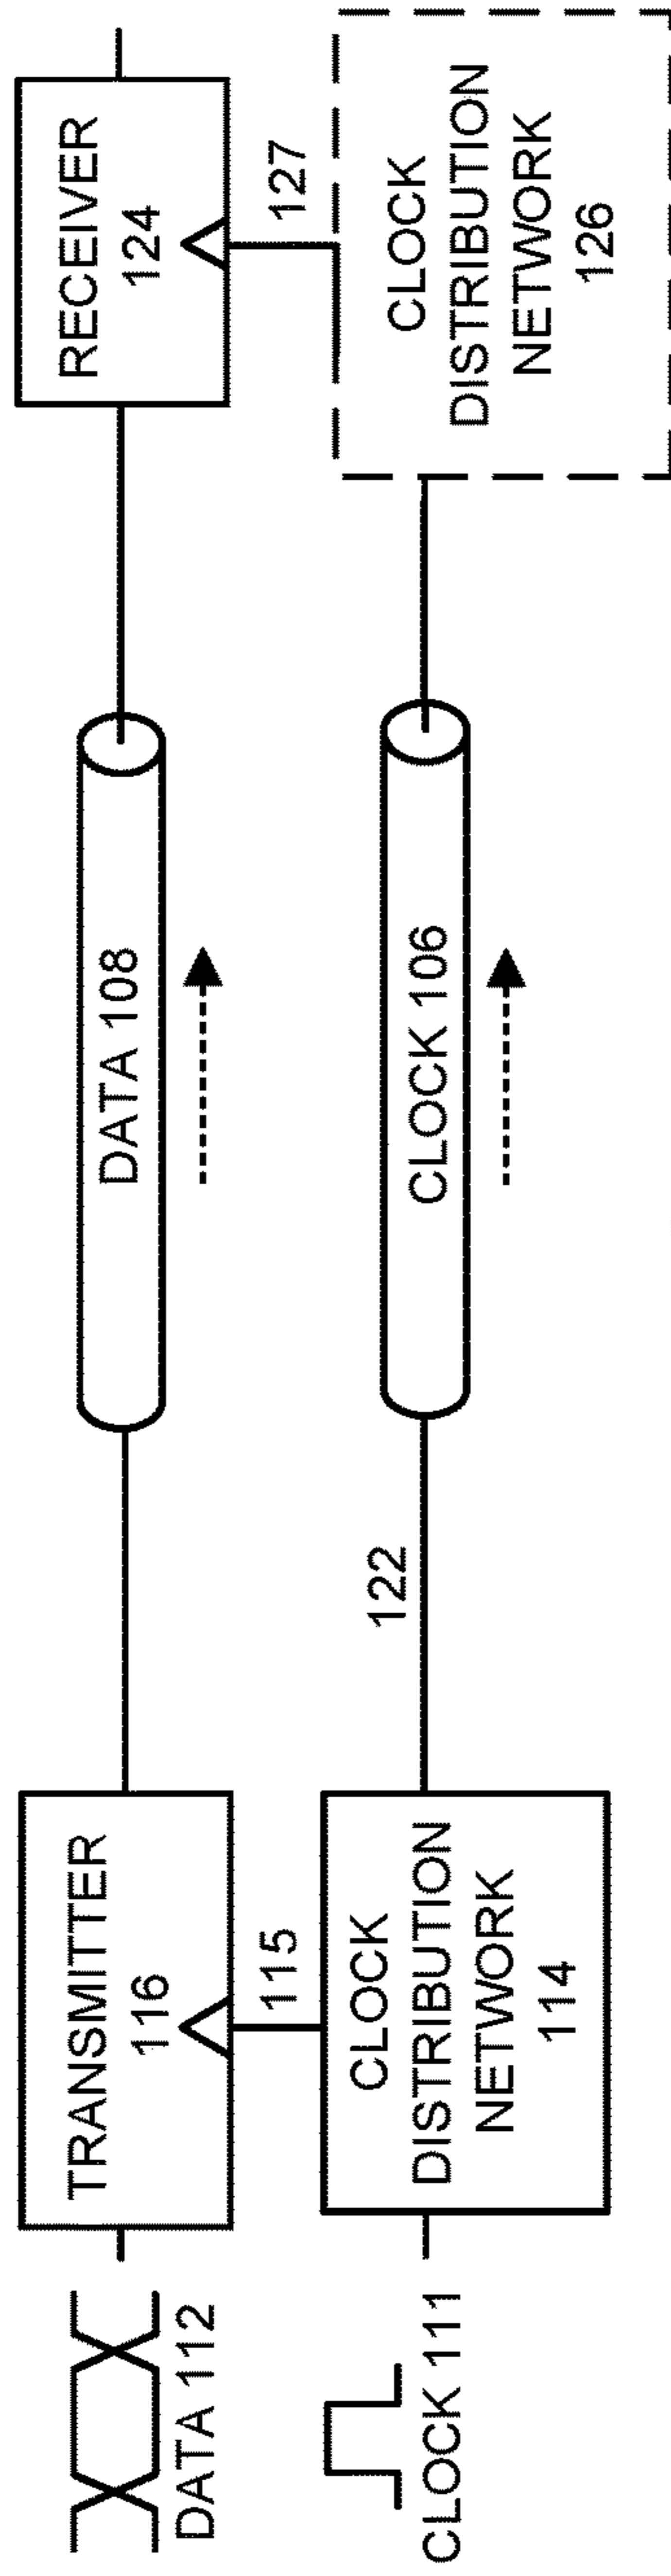 DATA 112
TRANSMITTER
116
DATA 108
RECEIVER
124
115
122
127
CLOCK 111
CLOCK
DISTRIBUTION
NETWORK
114
CLOCK 106
CLOCK
DISTRIBUTION
NETWORK
126